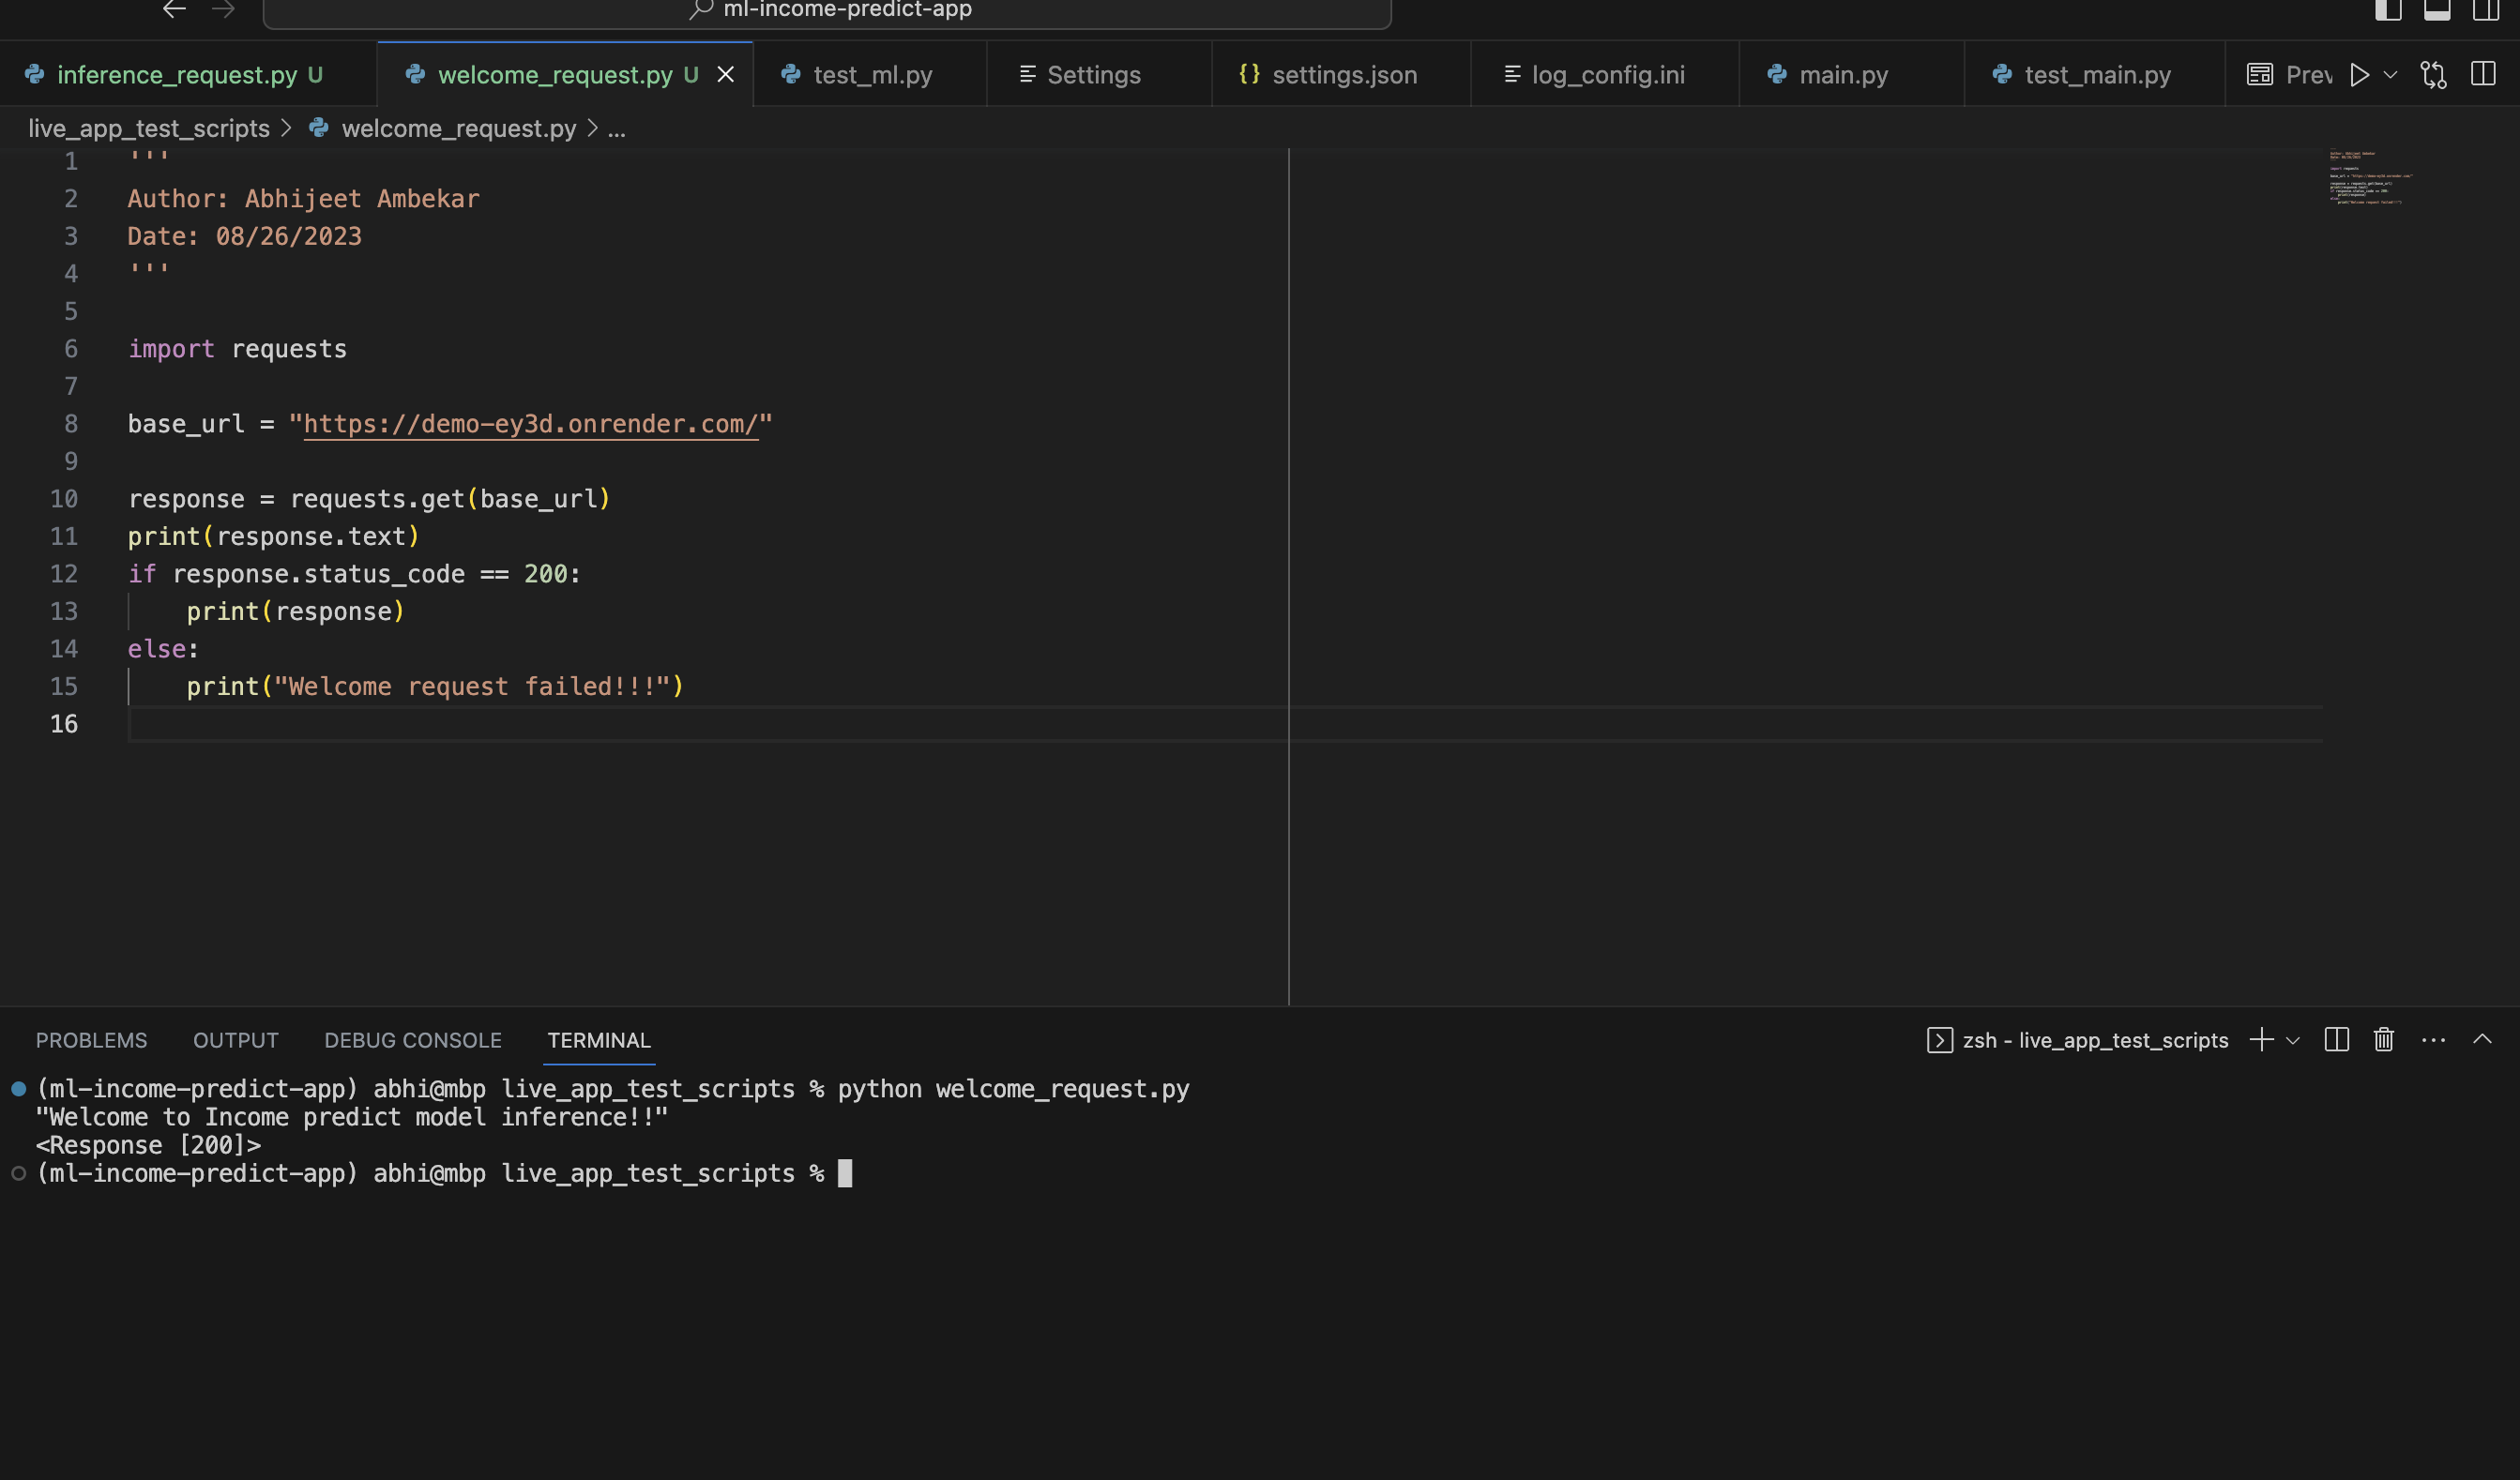 ml-income-predict-app
inference_request.py U
welcome_request.py U
test_ml.py
Settings
{} settings.json
log_config.ini
main.py
test_main.py
Prev
live_app_test_scripts > welcome_request.py > ...
1 '''
2 Author: Abhijeet Ambekar
3 Date: 08/26/2023
4 '''
5
6 import requests
7
8 base_url = "https://demo-ey3d.onrender.com/"
9
10 response = requests.get(base_url)
11 print(response.text)
12 if response.status_code == 200:
13     print(response)
14 else:
15     print("Welcome request failed!!!")
16
PROBLEMS OUTPUT DEBUG CONSOLE TERMINAL
zsh - live_app_test_scripts
(ml-income-predict-app) abhi@mbp live_app_test_scripts % python welcome_request.py
"Welcome to Income predict model inference!!"
<Response [200]>
(ml-income-predict-app) abhi@mbp live_app_test_scripts %